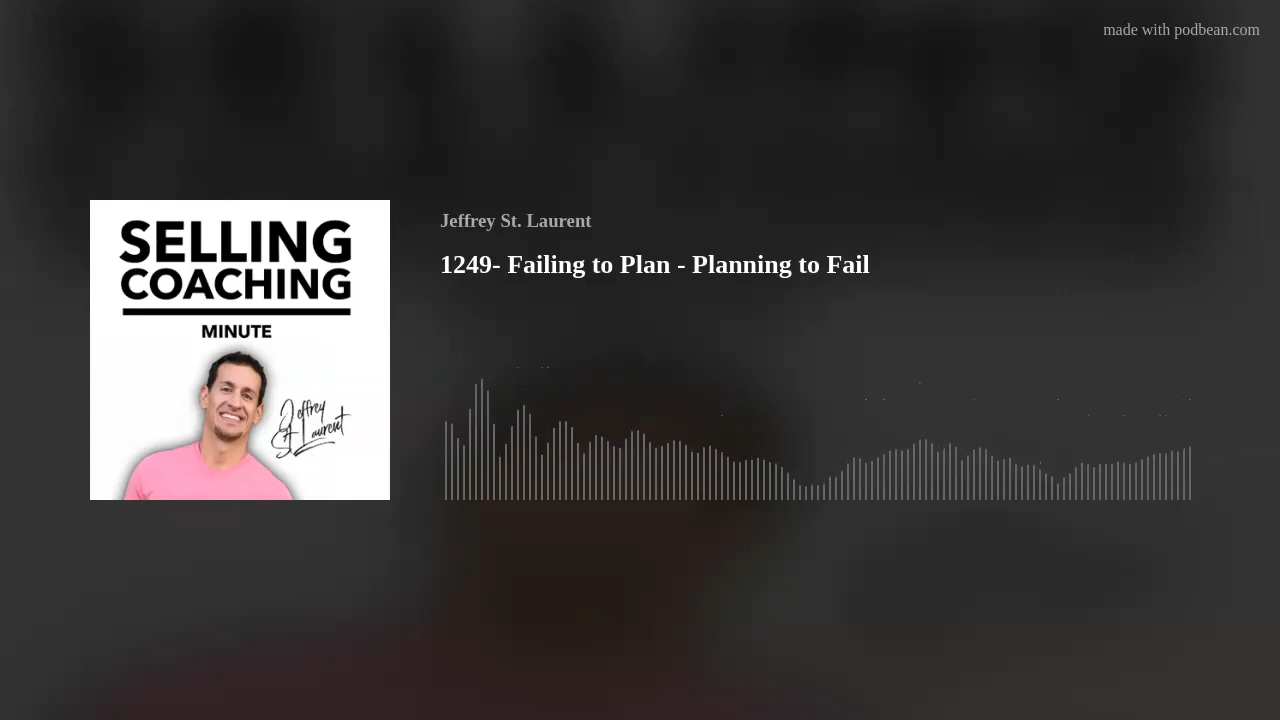 made with podbean.com
SELLING
COACHING
MINUTE
Jeffrey
St. Laurent
Jeffrey St. Laurent
1249- Failing to Plan - Planning to Fail